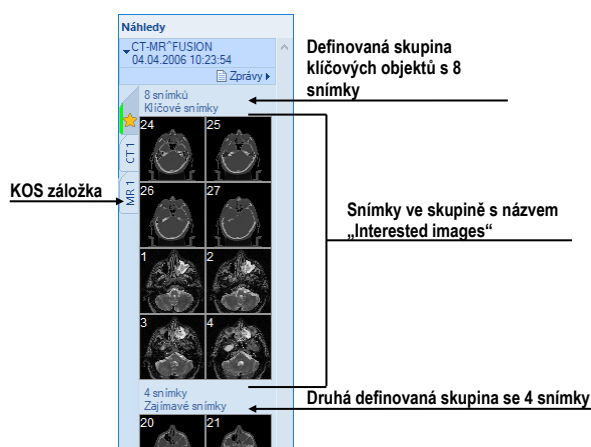 Náhledy
CT-MR^FUSION
04.04.2006 10:23:54
Zprávy
8 snímků
Klíčové snímky
24
25
CT 1
26
27
MR 1
1
2
3
4
4 snímky
Zajímavé snímky
20
21
Definovaná skupina
klíčových objektů s 8
snímky
KOS záložka
Snímky ve skupině s názvem
„Interested images“
Druhá definovaná skupina se 4 snímky